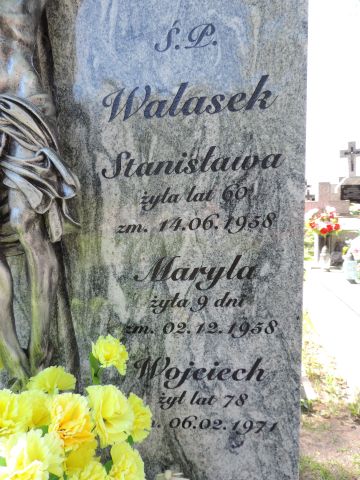 Ś.P.
Walasek
Stanisława
żyła lat 60
zm. 14.06.1958
Maryla
żyła 9 dni
zm. 02.12.1958
Wojciech
żył lat 78
. 06.02.1971